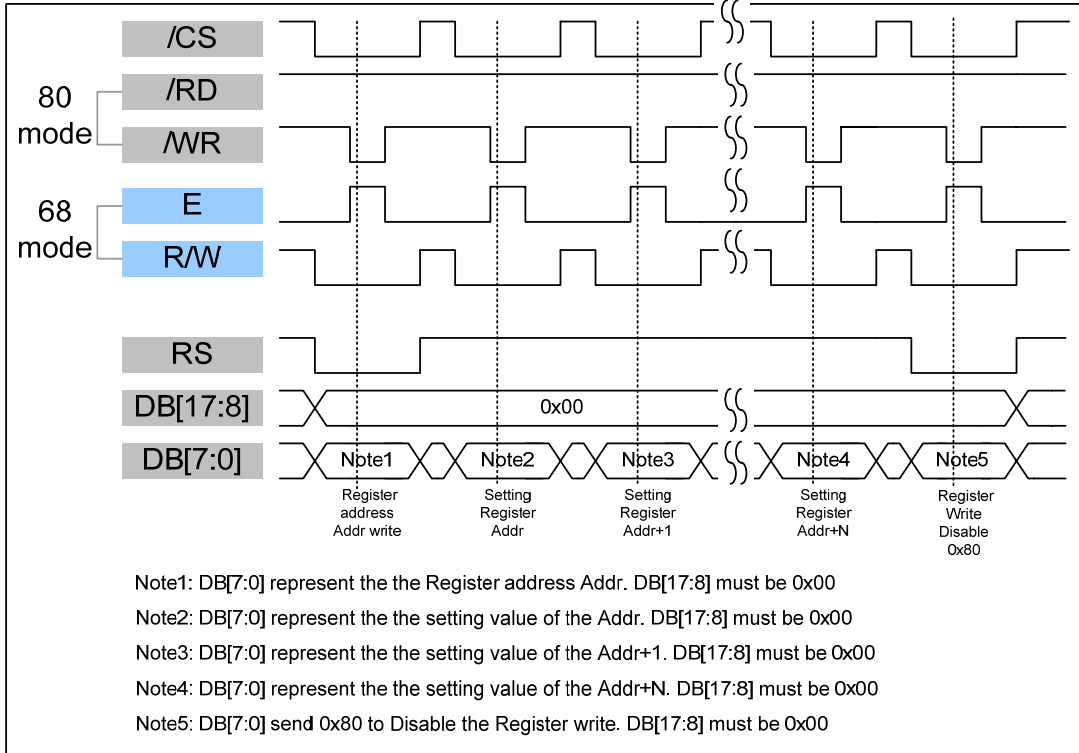 /CS
80 mode
/RD
/WR
68 mode
E
R/W
RS
DB[17:8]
0x00
DB[7:0]
Note1
Note2
Note3
Note4
Note5
Register
address
Addr write
Setting
Register
Addr
Setting
Register
Addr+1
Setting
Register
Addr+N
Register
Write
Disable
0x80
Note1: DB[7:0] represent the the Register address Addr. DB[17:8] must be 0x00
Note2: DB[7:0] represent the the setting value of the Addr. DB[17:8] must be 0x00
Note3: DB[7:0] represent the the setting value of the Addr+1. DB[17:8] must be 0x00
Note4: DB[7:0] represent the the setting value of the Addr+N. DB[17:8] must be 0x00
Note5: DB[7:0] send 0x80 to Disable the Register write. DB[17:8] must be 0x00